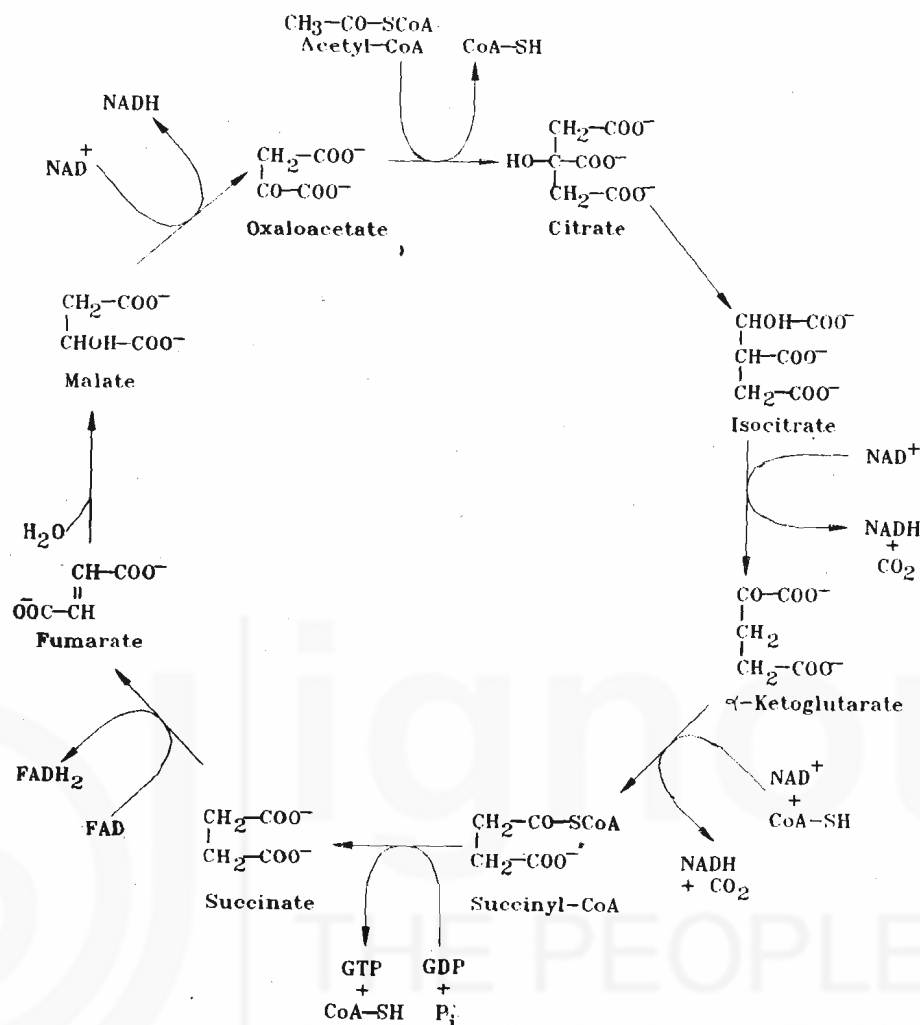 CH₃—CO—SCoA
Acetyl—CoA
CoA—SH
NADH
NAD⁺
CH₂—COO⁻
CO—COO⁻
Oxaloacetate
CH₂—COO⁻
HO—C—COO⁻
CH₂—COO⁻
Citrate
CHOH—COO⁻
CH—COO⁻
CH₂—COO⁻
Isocitrate
NAD⁺
NADH
+
CO₂
CO—COO⁻
CH₂
CH₂—COO⁻
α-Ketoglutarate
NAD⁺
+
CoA—SH
NADH
+ CO₂
CH₂—CO—SCoA
CH₂—COO⁻
Succinyl-CoA
GDP
+
Pᵢ
GTP
+
CoA—SH
CH₂—COO⁻
CH₂—COO⁻
Succinate
FAD
FADH₂
CH—COO⁻
⁻OOC—CH
Fumarate
H₂O
CH₂—COO⁻
CHOH—COO⁻
Malate
ignou
THE PEOPLE